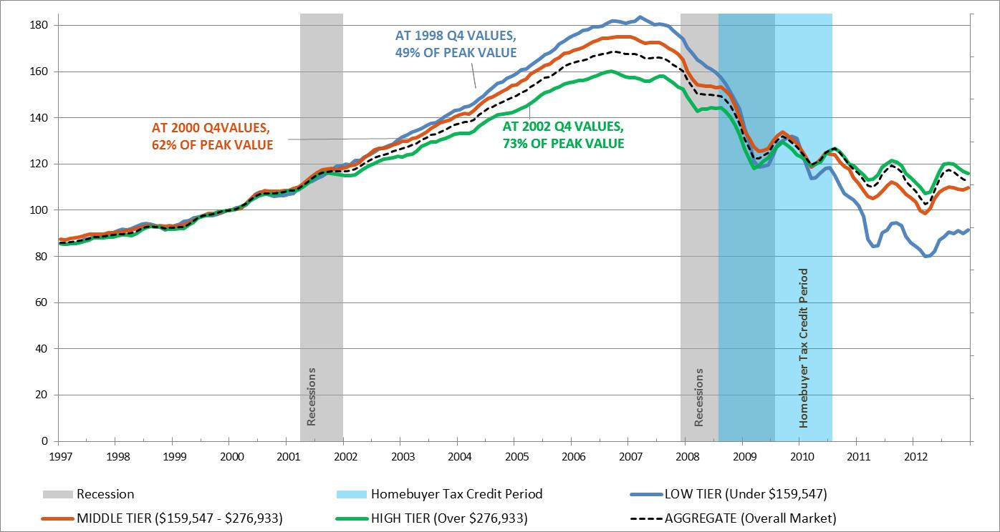 180
160
140
120
100
80
60
40
20
0
AT 1998 Q4 VALUES,
49% OF PEAK VALUE
AT 2000 Q4VALUES,
62% OF PEAK VALUE
AT 2002 Q4 VALUES,
73% OF PEAK VALUE
Recessions
Recessions
Homebuyer Tax Credit Period
1997 1998 1999 2000 2001 2002 2003 2004 2005 2006 2007 2008 2009 2010 2011 2012
Recession Homebuyer Tax Credit Period LOW TIER (Under $159,547)
MIDDLE TIER ($159,547 - $276,933) HIGH TIER (Over $276,933) AGGREGATE (Overall Market)